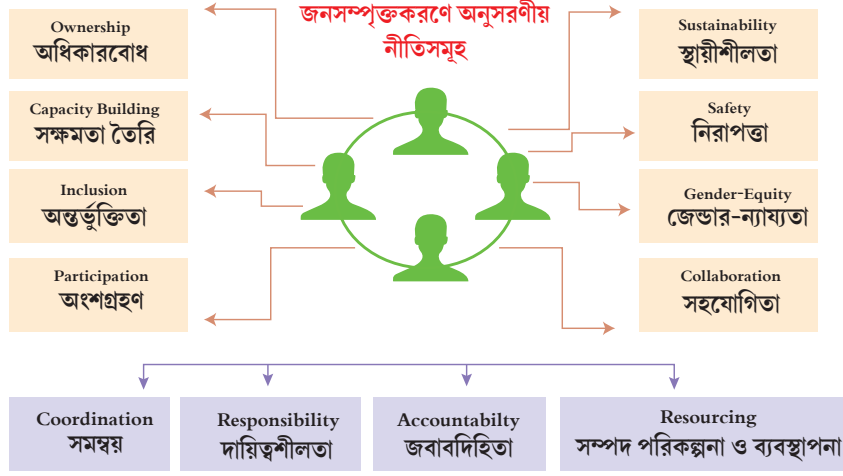 জনসম্পৃক্তকরণে অনুসরণীয়
নীতিসমূহ
Ownership
অধিকারবোধ
Capacity Building
সক্ষমতা তৈরি
Inclusion
অন্তর্ভুক্তিতা
Participation
অংশগ্রহণ
Sustainability
স্থায়ীশীলতা
Safety
নিরাপত্তা
Gender-Equity
জেন্ডার-ন্যায্যতা
Collaboration
সহযোগিতা
Coordination
সমন্বয়
Responsibility
দায়িত্বশীলতা
Accountabilty
জবাবদিহিতা
Resourcing
সম্পদ পরিকল্পনা ও ব্যবস্থাপনা